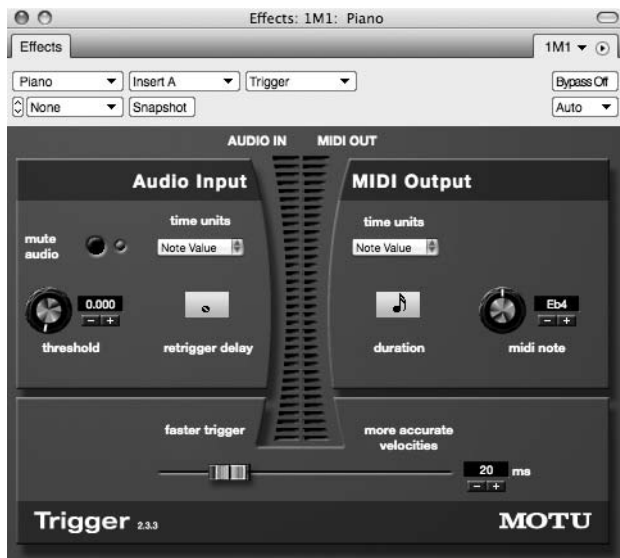 Effects: 1M1: Piano
Effects
1M1
Piano
Insert A
Trigger
Bypass Off
None
Snapshot
Auto
AUDIO IN
MIDI OUT
Audio Input
MIDI Output
time units
time units
mute
audio
Note Value
Note Value
0.000
- +
Eb4
- +
threshold
retrigger delay
duration
midi note
faster trigger
more accurate
velocities
20 ms
- +
Trigger 2.3.3
MOTU